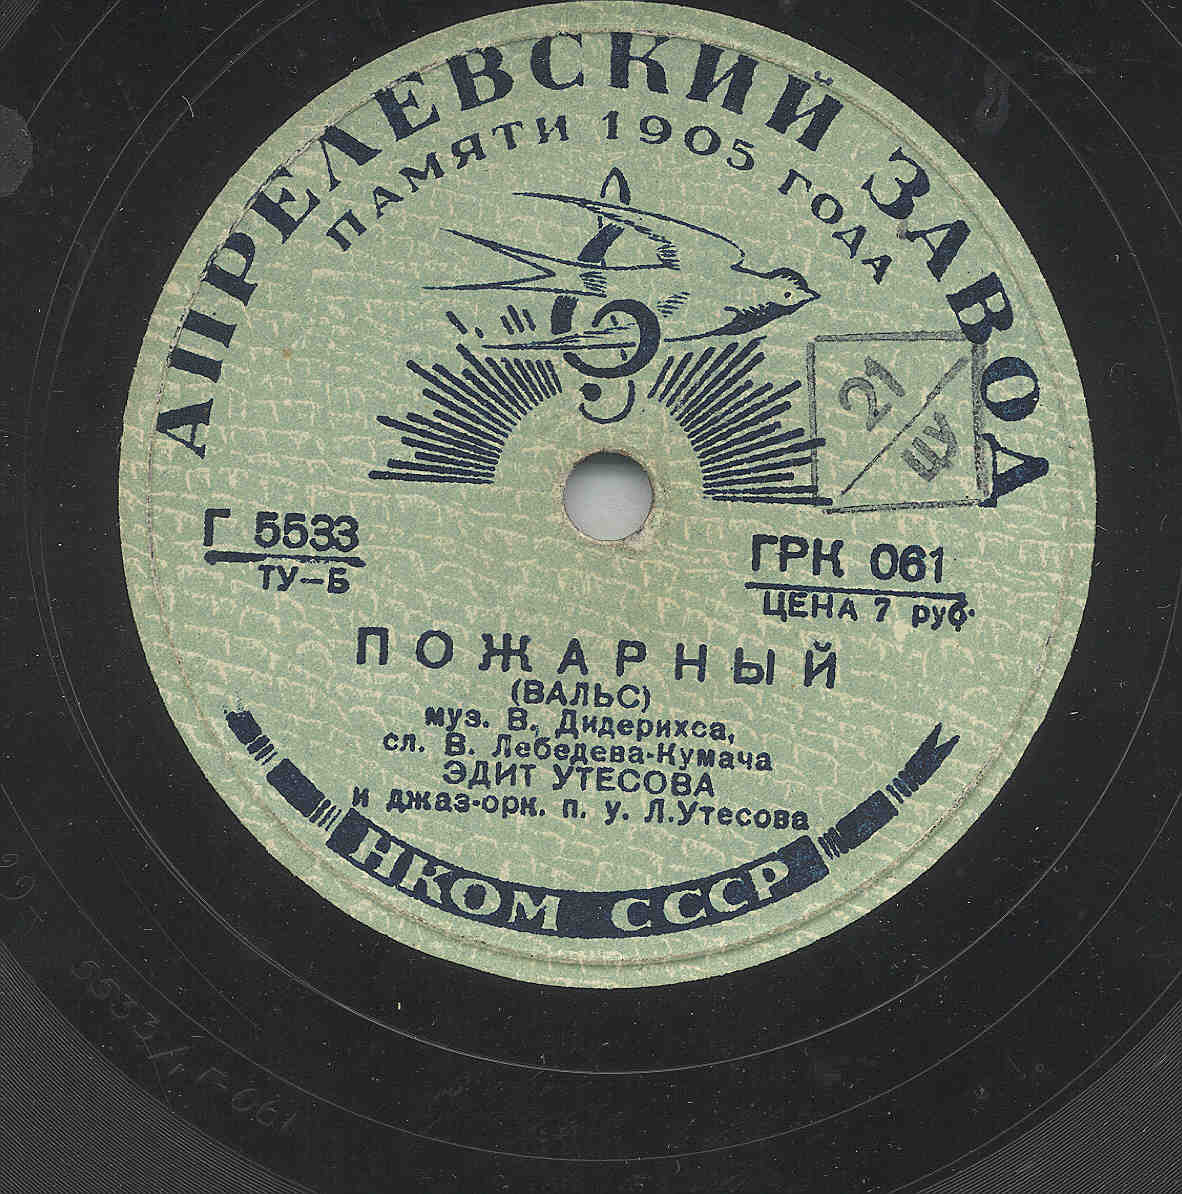 АПРЕЛЕВСКИЙ ЗАВОД
ПАМЯТИ 1905 ГОДА
21
ЩУ
Г 5533
ТУ-Б
ГРК 061
ЦЕНА 7 руб.
ПОЖАРНЫЙ
(ВАЛЬС)
муз. В. Дидерихса,
сл. В. Лебедева-Кумача
ЭДИТ УТЕСОВА
и джаз-орк. п. у. Л.Утесова
НКОМ СССР